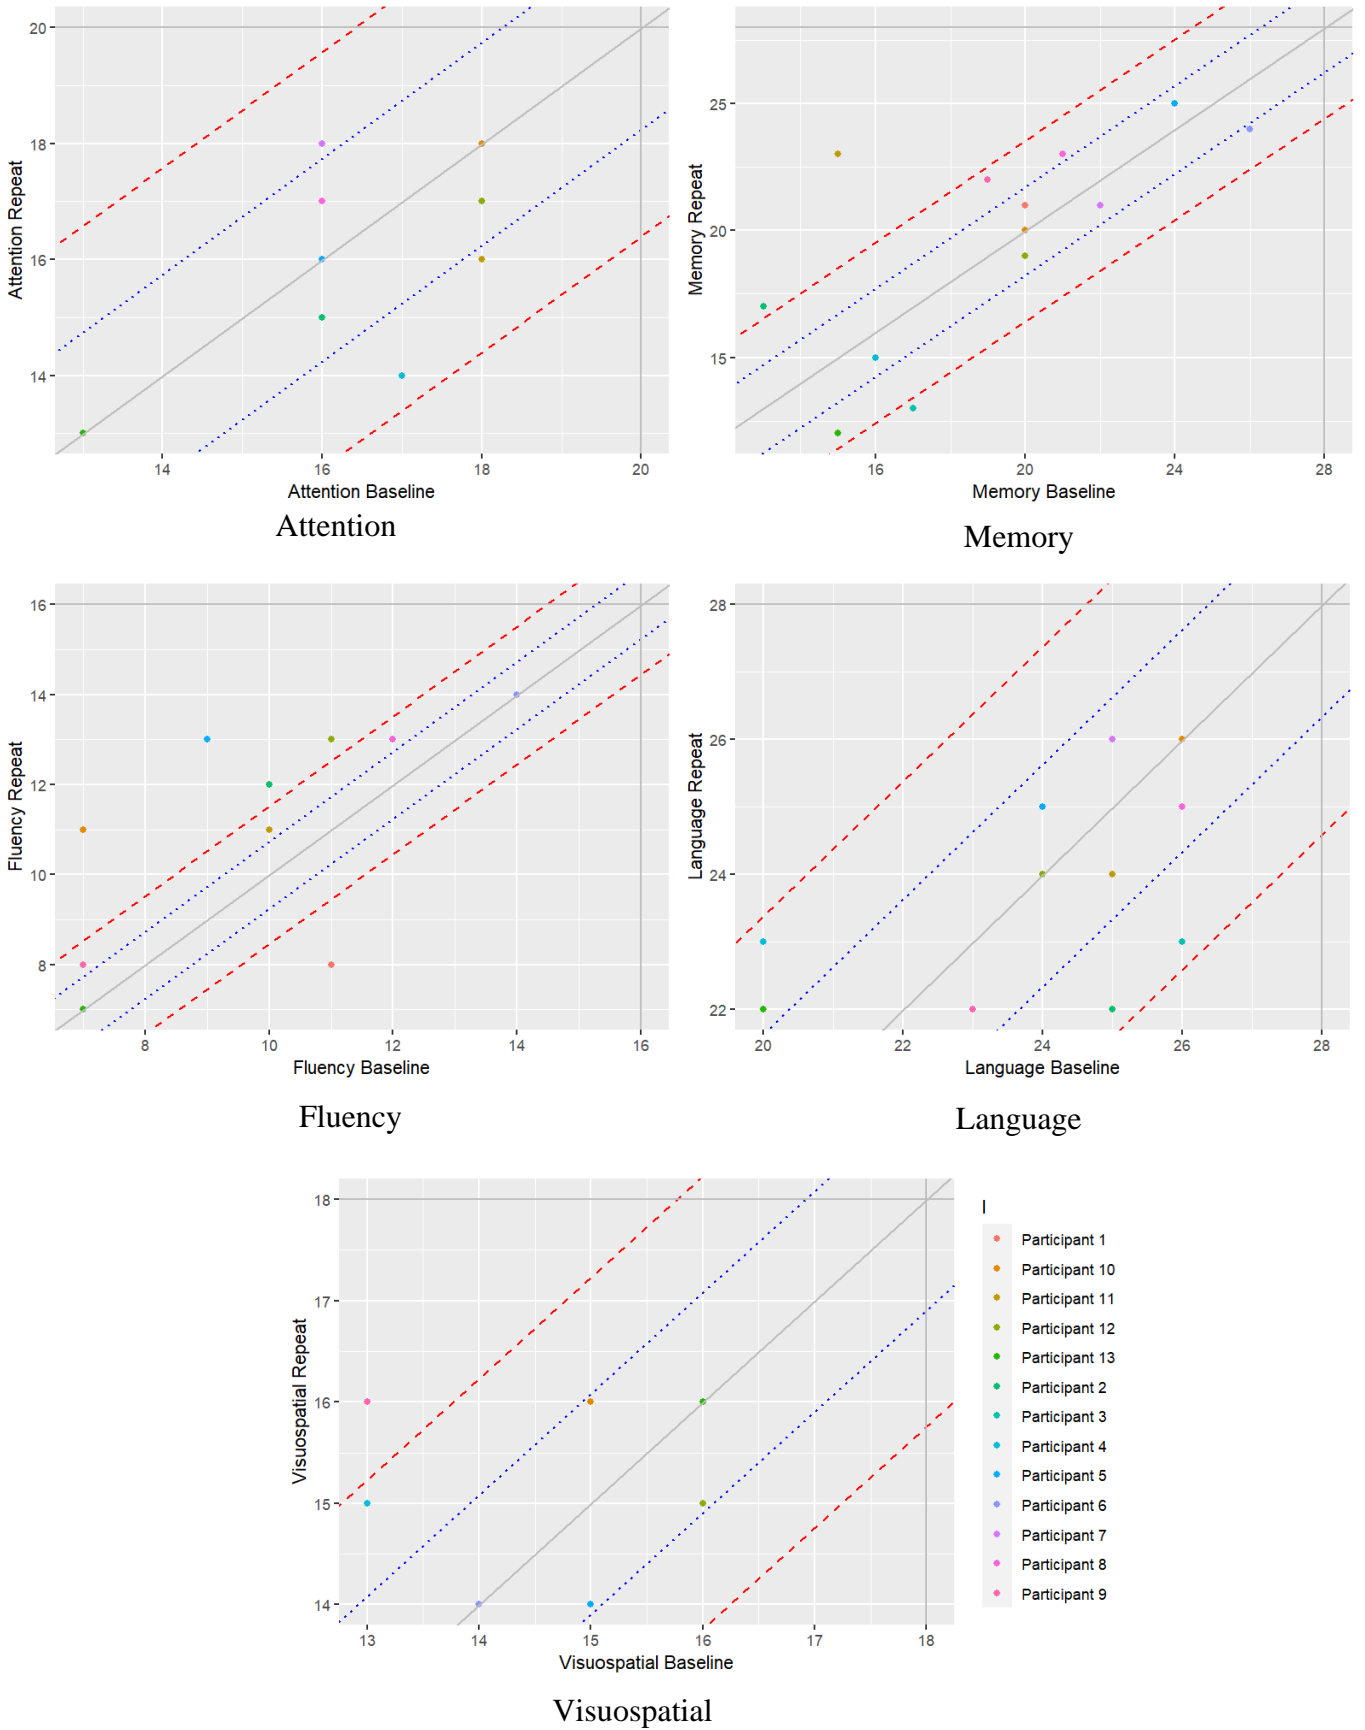 20
18
16
14
Attention Repeat
14 16 18 20
Attention Baseline
Attention
25
20
15
Memory Repeat
16 20 24 28
Memory Baseline
Memory
16
14
12
10
8
Fluency Repeat
8 10 12 14 16
Fluency Baseline
Fluency
28
26
24
22
Language Repeat
20 22 24 26 28
Language Baseline
Language
18
17
16
15
14
Visuospatial Repeat
13 14 15 16 17 18
Visuospatial Baseline
Visuospatial
I
Participant 1
Participant 10
Participant 11
Participant 12
Participant 13
Participant 2
Participant 3
Participant 4
Participant 5
Participant 6
Participant 7
Participant 8
Participant 9